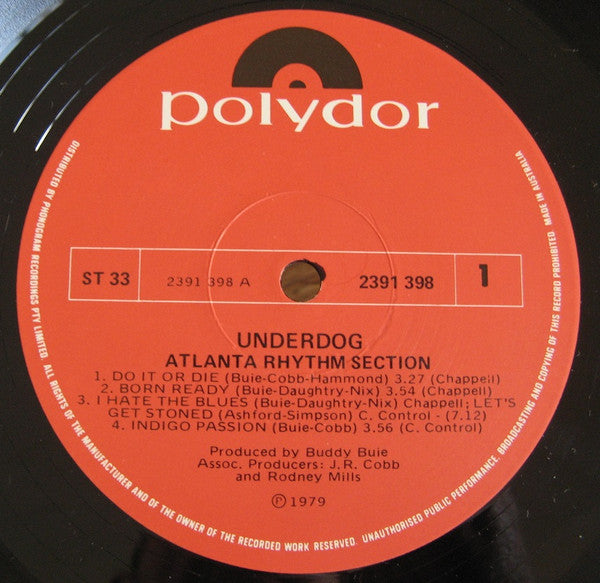 polydor
ST 33
2391 398 A
2391 398
1
UNDERDOG
ATLANTA RHYTHM SECTION
1. DO IT OR DIE (Buie-Cobb-Hammond) 3.27 (Chappell)
2. BORN READY (Buie-Daughtry-Nix) 3.54 (Chappell)
3. I HATE THE BLUES (Buie-Daughtry-Nix) Chappell; LET'S
GET STONED (Ashford-Simpson) C. Control - (7.12)
4. INDIGO PASSION (Buie-Cobb) 3.56 (C. Control)
Produced by Buddy Buie
Assoc. Producers: J.R. Cobb
and Rodney Mills
Ⓟ 1979
DISTRIBUTED BY PHONOGRAM RECORDINGS PTY LIMITED. ALL RIGHTS OF THE MANUFACTURER AND OF THE OWNER OF THE RECORDED WORK RESERVED. UNAUTHORISED PUBLIC PERFORMANCE, BROADCASTING AND COPYING OF THIS RECORD PROHIBITED. MADE IN AUSTRALIA